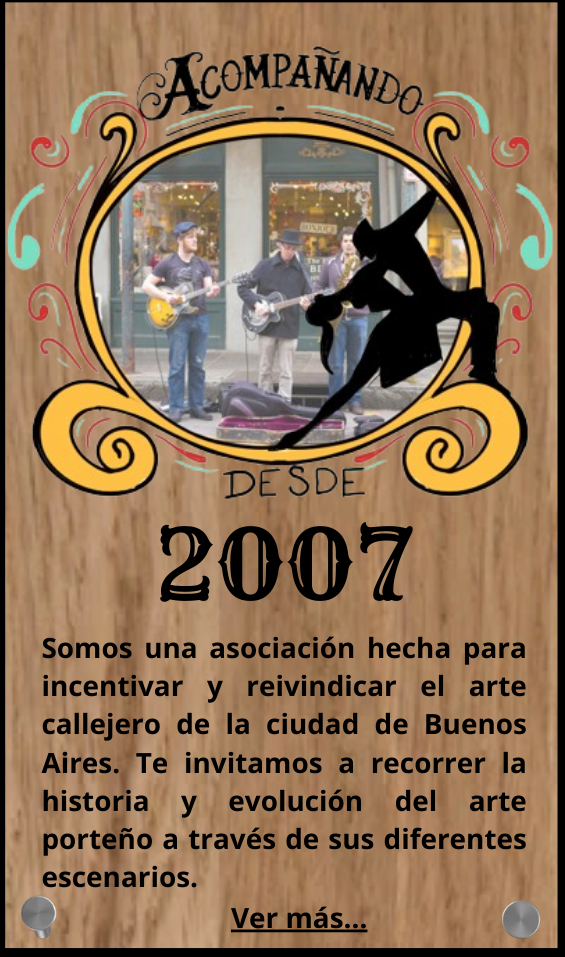 ACOMPAÑANDO
BONJOUR
DESDE
2007
Somos una asociación hecha para
incentivar y reivindicar el arte
callejero de la ciudad de Buenos
Aires. Te invitamos a recorrer la
historia y evolución del arte
porteño a través de sus diferentes
escenarios.
Ver más...